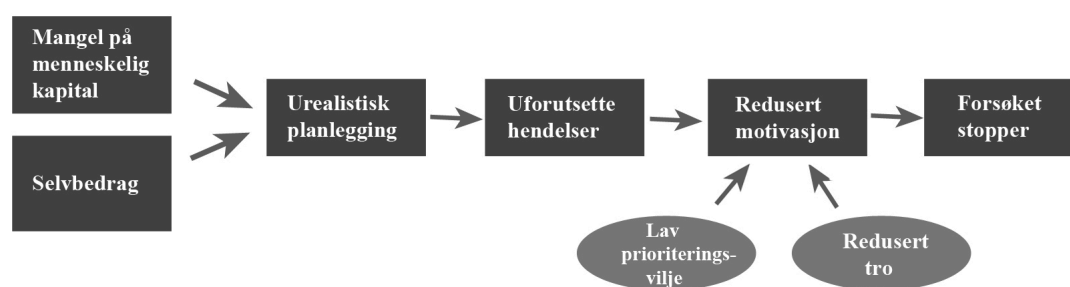 Mangel på
menneskelig
kapital
Selvbedrag
Urealistisk
planlegging
Uforutsette
hendelser
Redusert
motivasjon
Forsøket
stopper
Lav
prioriterings-
vilje
Redusert
tro